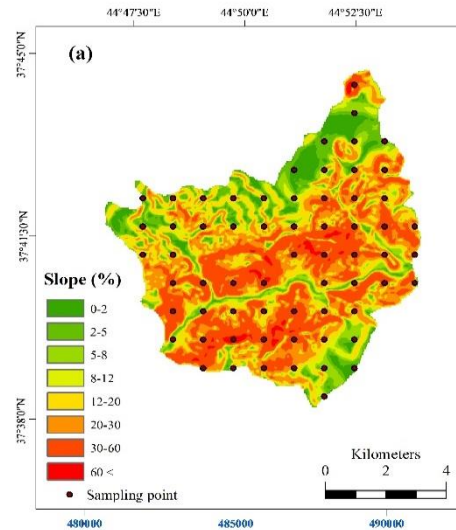 44°47'30"E 44°50'0"E 44°52'30"E
37°45'0"N
(a)
37°41'30"N
Slope (%)
0-2
2-5
5-8
8-12
12-20
20-30
30-60
60 <
Sampling point
37°38'0"N
Kilometers
0 2 4
480000 485000 490000